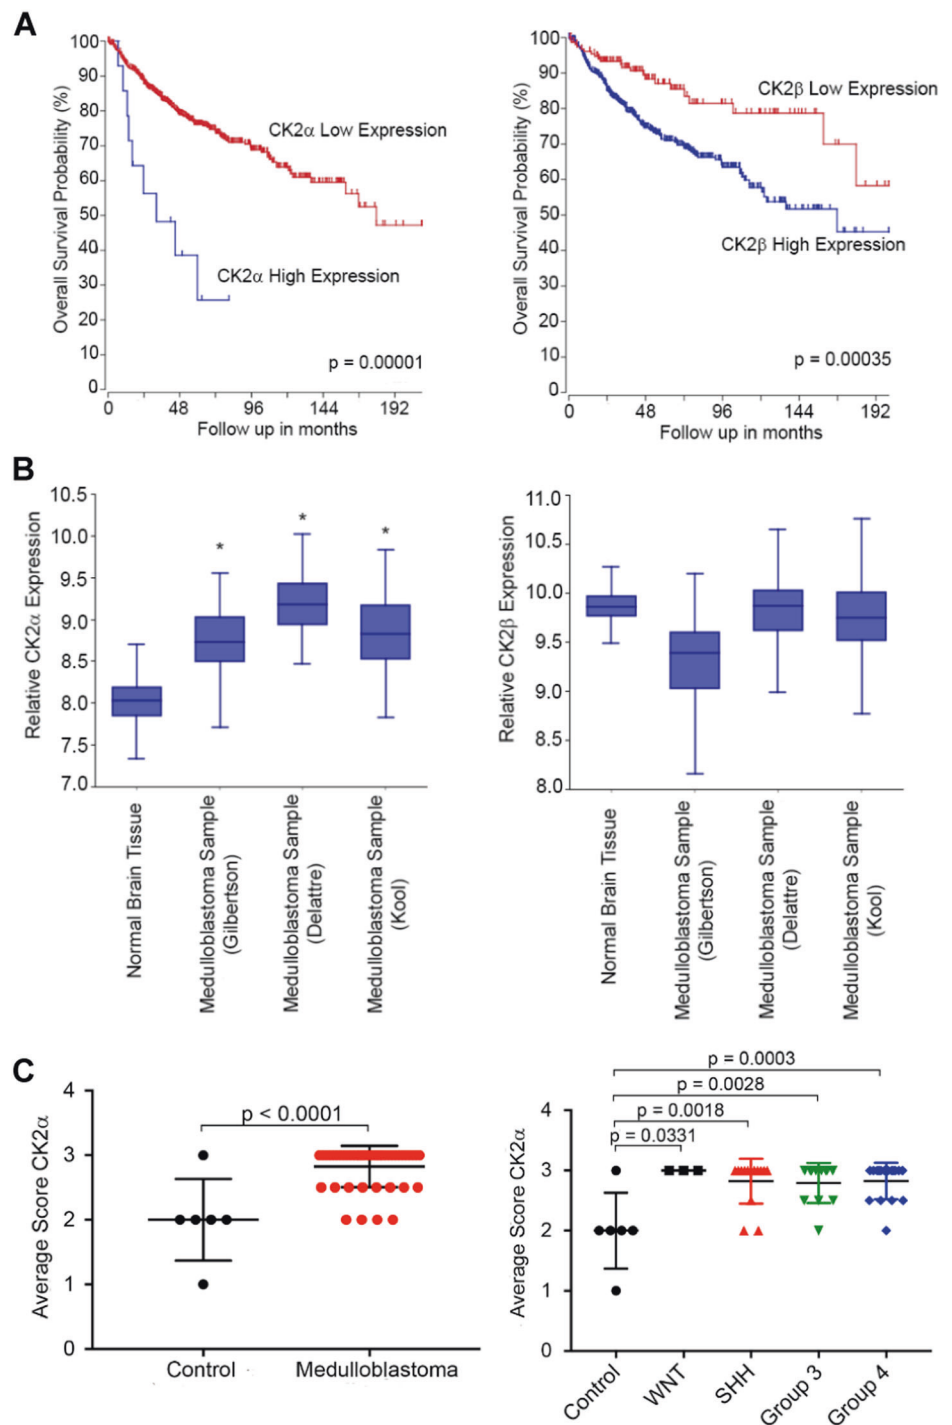 A
100
90
80
70
60
50
40
30
20
10
0
Overall Survival Probability (%)
CK2α Low Expression
CK2α High Expression
p = 0.00001
0 48 96 144 192
Follow up in months
100
90
80
70
60
50
40
30
20
10
0
Overall Survival Probability (%)
CK2β Low Expression
CK2β High Expression
p = 0.00035
0 48 96 144 192
Follow up in months
B
10.5
10.0
9.5
9.0
8.5
8.0
7.5
7.0
Relative CK2α Expression
* * *
Normal Brain Tissue
Medulloblastoma Sample
(Gilbertson)
Medulloblastoma Sample
(Delattre)
Medulloblastoma Sample
(Kool)
11.0
10.5
10.0
9.5
9.0
8.5
8.0
Relative CK2β Expression
Normal Brain Tissue
Medulloblastoma Sample
(Gilbertson)
Medulloblastoma Sample
(Delattre)
Medulloblastoma Sample
(Kool)
C
4
3
2
1
0
Average Score CK2α
p < 0.0001
Control Medulloblastoma
p = 0.0003
p = 0.0028
p = 0.0018
p = 0.0331
4
3
2
1
0
Average Score CK2α
Control
WNT
SHH
Group 3
Group 4